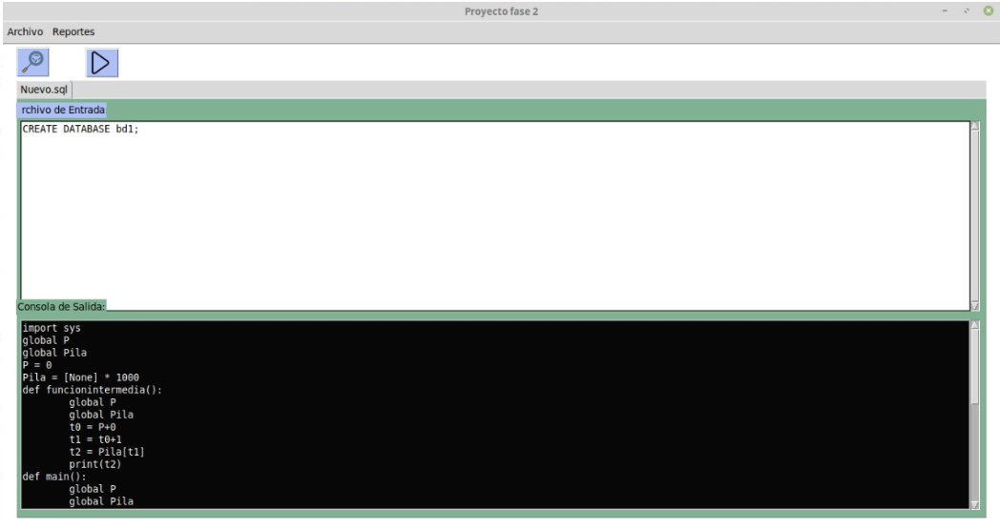 Proyecto fase 2
Archivo Reportes
Nuevo.sql
rchivo de Entrada:
CREATE DATABASE bd1;
Consola de Salida:
import sys
global P
global Pila
P = 0
Pila = [None] * 1000
def funcionintermedia():
        global P
        global Pila
        t0 = P+0
        t1 = t0+1
        t2 = Pila[t1]
        print(t2)
def main():
        global P
        global Pila